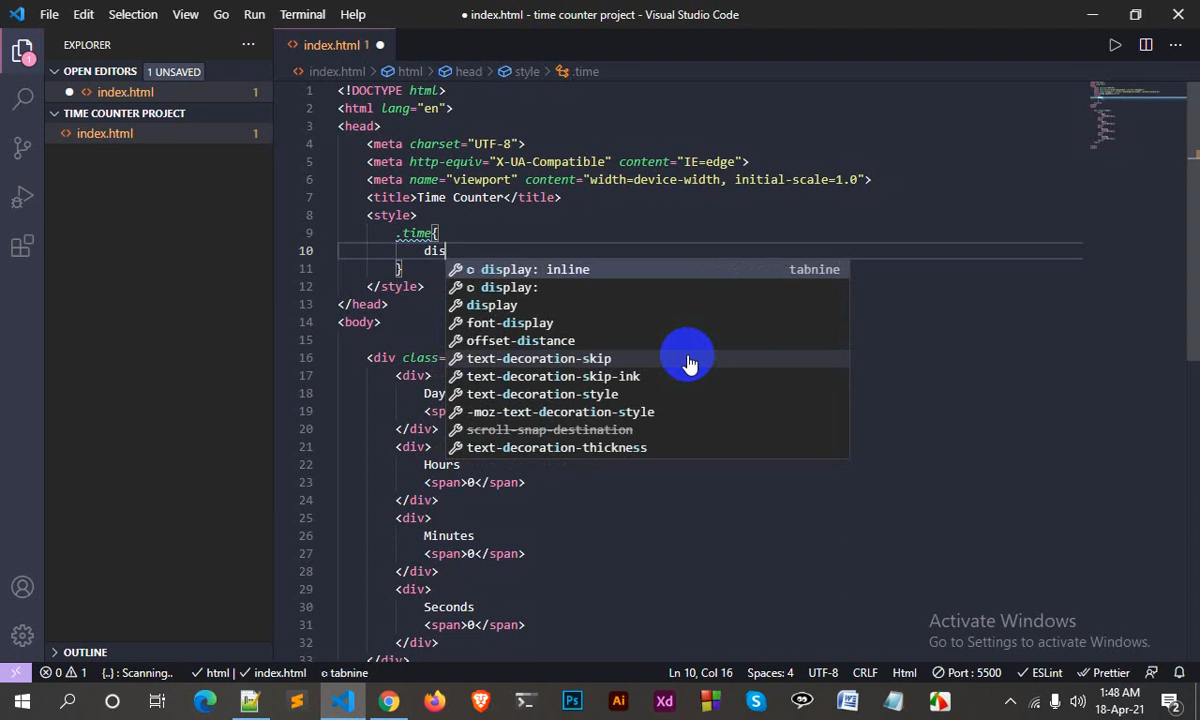 File Edit Selection View Go Run Terminal Help
● index.html - time counter project - Visual Studio Code
EXPLORER
OPEN EDITORS 1 UNSAVED
index.html 1
TIME COUNTER PROJECT
index.html 1
OUTLINE
index.html 1
index.html > html > head > style > .time
1 <!DOCTYPE html>
2 <html lang="en">
3 <head>
4 <meta charset="UTF-8">
5 <meta http-equiv="X-UA-Compatible" content="IE=edge">
6 <meta name="viewport" content="width=device-width, initial-scale=1.0">
7 <title>Time Counter</title>
8 <style>
9 .time{
10 dis
11 }
12 </style>
13 </head>
14 <body>
15
16 <div class=
17 <div>
18 Day
19 <sp
20 </div>
21 <div>
22 Hours
23 <span>0</span>
24 </div>
25 <div>
26 Minutes
27 <span>0</span>
28 </div>
29 <div>
30 Seconds
31 <span>0</span>
32 </div>
33 </div>
display: inline tabnine
display:
display
font-display
offset-distance
text-decoration-skip
text-decoration-skip-ink
text-decoration-style
-moz-text-decoration-style
scroll-snap-destination
text-decoration-thickness
Activate Windows
Go to Settings to activate Windows.
0 1 {..} : Scanning.. html | index.html tabnine Ln 10, Col 16 Spaces: 4 UTF-8 CRLF Html Port : 5500 ESLint Prettier
Ps Ai Xd
1:48 AM
18-Apr-21
2